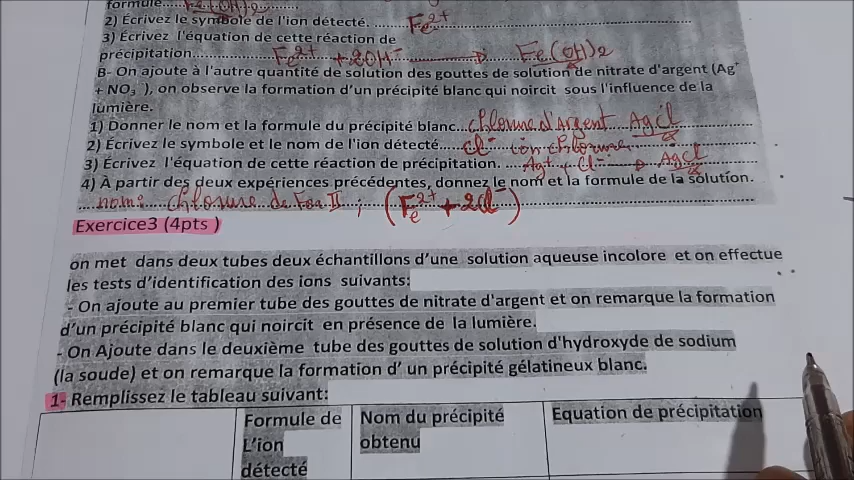 formule.....Fe(OH)2
2) Écrivez le symbole de l'ion détecté. ........Fe2+........
3) Écrivez l'équation de cette réaction de
précipitation........Fe2+ +2OH- → Fe(OH)2
B- On ajoute à l'autre quantité de solution des gouttes de solution de nitrate d'argent (Ag+
+ NO3-), on observe la formation d'un précipité blanc qui noircit sous l'influence de la
lumière.
1) Donner le nom et la formule du précipité blanc...chlorure d'Argent AgCl
2) Écrivez le symbole et le nom de l'ion détecté......Cl- ion chlorure
3) Écrivez l'équation de cette réaction de précipitation. ...Ag+ + Cl- → AgCl
4) À partir des deux expériences précédentes, donnez le nom et la formule de la solution.
nom: Chlorure de Fer II ; (Fe2+ + 2Cl-)
Exercice3 (4pts )
on met dans deux tubes deux échantillons d'une solution aqueuse incolore et on effectue
les tests d'identification des ions suivants:
- On ajoute au premier tube des gouttes de nitrate d'argent et on remarque la formation
d'un précipité blanc qui noircit en présence de la lumière.
- On Ajoute dans le deuxième tube des gouttes de solution d'hydroxyde de sodium
(la soude) et on remarque la formation d' un précipité gélatineux blanc.
1- Remplissez le tableau suivant:
Formule de L'ion détecté
Nom du précipité obtenu
Equation de précipitation